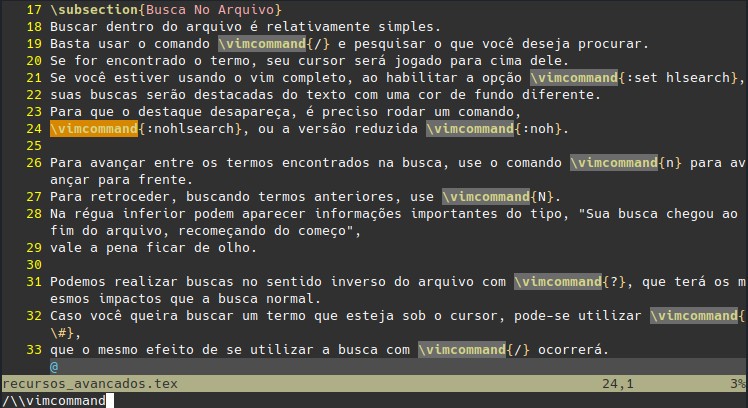 17 \subsection{Busca No Arquivo}
18 Buscar dentro do arquivo é relativamente simples.
19 Basta usar o comando \vimcommand{/} e pesquisar o que você deseja procurar.
20 Se for encontrado o termo, seu cursor será jogado para cima dele.
21 Se você estiver usando o vim completo, ao habilitar a opção \vimcommand{:set hlsearch},
22 suas buscas serão destacadas do texto com uma cor de fundo diferente.
23 Para que o destaque desapareça, é preciso rodar um comando,
24 \vimcommand{:nohlsearch}, ou a versão reduzida \vimcommand{:noh}.
25
26 Para avançar entre os termos encontrados na busca, use o comando \vimcommand{n} para av
ançar para frente.
27 Para retroceder, buscando termos anteriores, use \vimcommand{N}.
28 Na régua inferior podem aparecer informações importantes do tipo, "Sua busca chegou ao
fim do arquivo, recomeçando do começo",
29 vale a pena ficar de olho.
30
31 Podemos realizar buscas no sentido inverso do arquivo com \vimcommand{?}, que terá os m
esmos impactos que a busca normal.
32 Caso você queira buscar um termo que esteja sob o cursor, pode-se utilizar \vimcommand{
\#},
33 que o mesmo efeito de se utilizar a busca com \vimcommand{/} ocorrerá.
@
recursos_avancados.tex 24,1 3%
/\\vimcommand